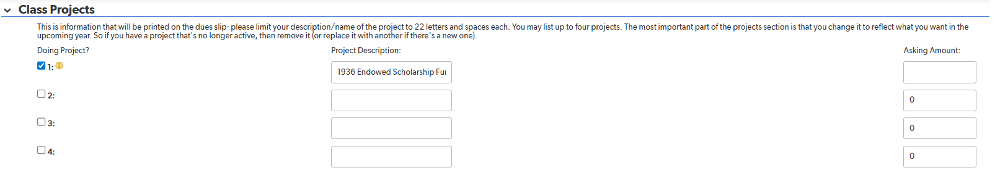 Class Projects
This is information that will be printed on the dues slip- please limit your description/name of the project to 22 letters and spaces each. You may list up to four projects. The most important part of the projects section is that you change it to reflect what you want in the
upcoming year. So if you have a project that's no longer active, then remove it (or replace it with another if there's a new one).
Doing Project? Project Description: Asking Amount:
1: 1936 Endowed Scholarship Fu
2: 0
3: 0
4: 0